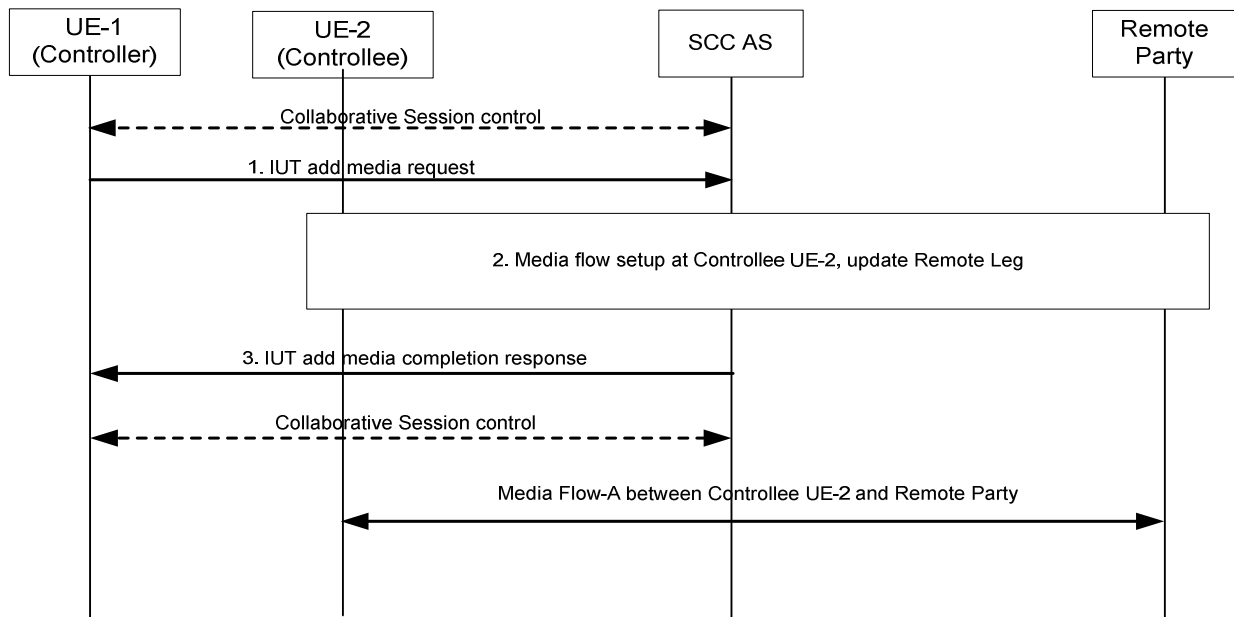 UE-1
(Controller)
UE-2
(Controllee)
SCC AS
Remote
Party
Collaborative Session control
1. IUT add media request
2. Media flow setup at Controllee UE-2, update Remote Leg
3. IUT add media completion response
Collaborative Session control
Media Flow-A between Controllee UE-2 and Remote Party